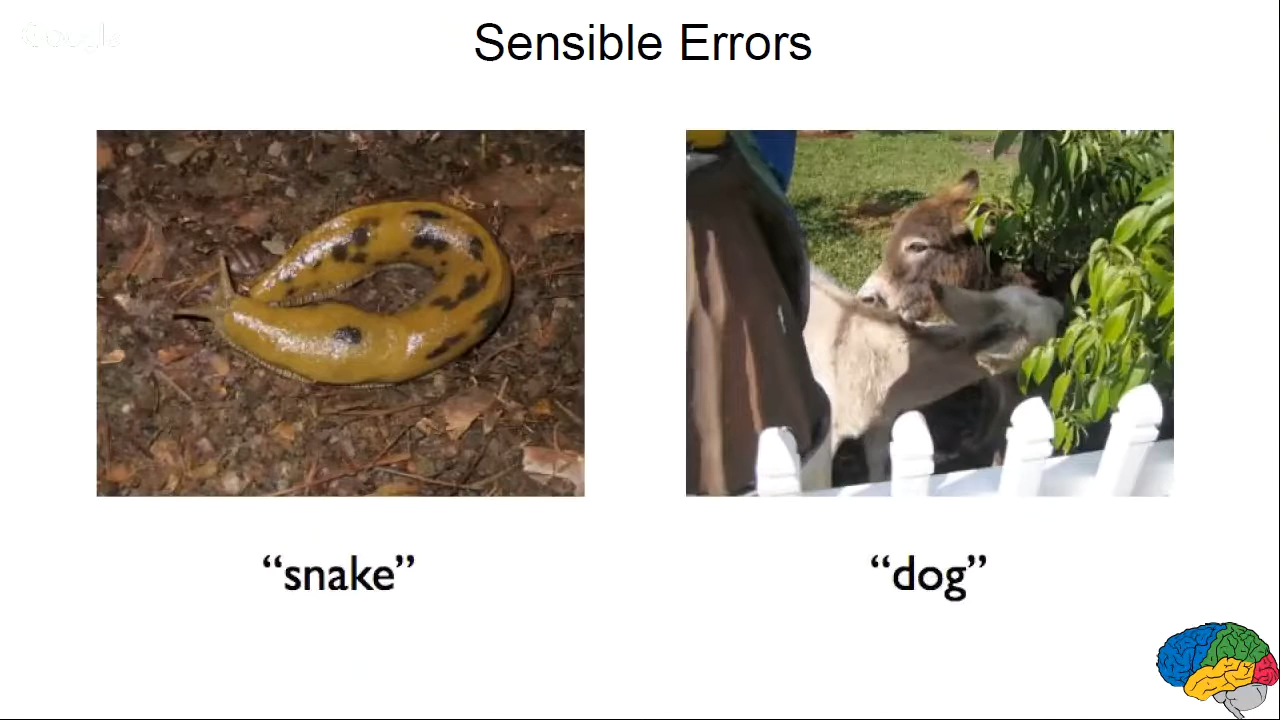 Sensible Errors
“snake”
“dog”